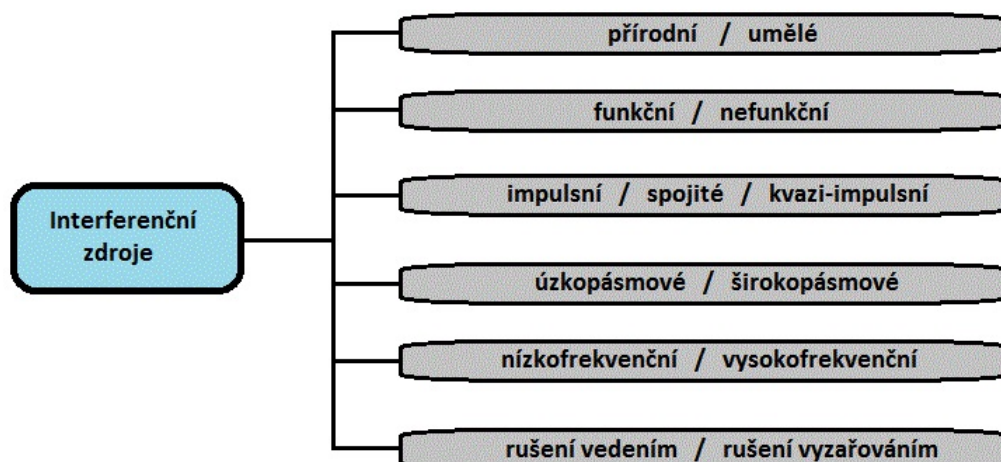 přírodní / umělé
funkční / nefunkční
impulsní / spojité / kvazi-impulsní
Interferenční
zdroje
úzkopásmové / širokopásmové
nízkofrekvenční / vysokofrekvenční
rušení vedením / rušení vyzařováním